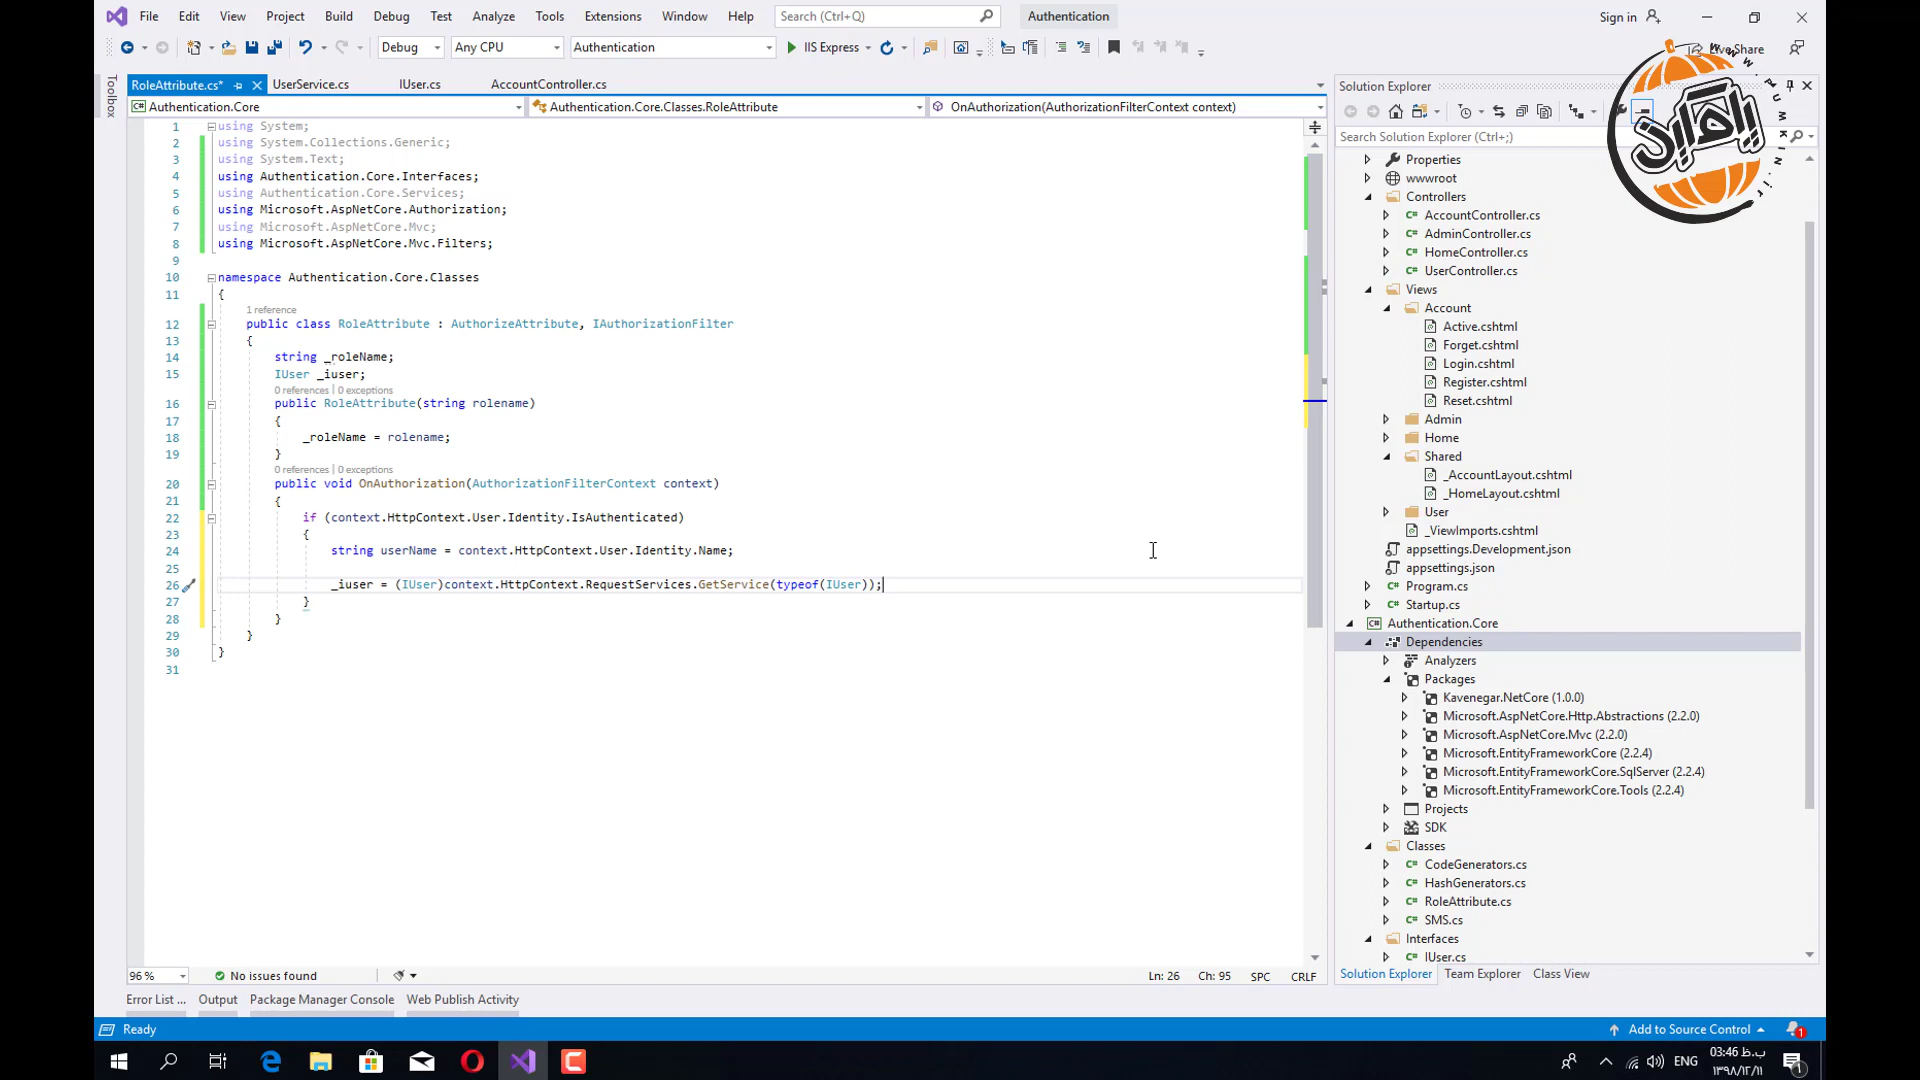 File Edit View Project Build Debug Test Analyze Tools Extensions Window Help Search (Ctrl+Q) Authentication Sign in
Debug Any CPU Authentication IIS Express Live Share
RoleAttribute.cs* UserService.cs IUser.cs AccountController.cs
Authentication.Core Authentication.Core.Classes.RoleAttribute OnAuthorization(AuthorizationFilterContext context)
Toolbox
1 using System;
2 using System.Collections.Generic;
3 using System.Text;
4 using Authentication.Core.Interfaces;
5 using Authentication.Core.Services;
6 using Microsoft.AspNetCore.Authorization;
7 using Microsoft.AspNetCore.Mvc;
8 using Microsoft.AspNetCore.Mvc.Filters;
9
10 namespace Authentication.Core.Classes
11 {
1 reference
12 public class RoleAttribute : AuthorizeAttribute, IAuthorizationFilter
13 {
14 string _roleName;
15 IUser _iuser;
0 references | 0 exceptions
16 public RoleAttribute(string rolename)
17 {
18 _roleName = rolename;
19 }
0 references | 0 exceptions
20 public void OnAuthorization(AuthorizationFilterContext context)
21 {
22 if (context.HttpContext.User.Identity.IsAuthenticated)
23 {
24 string userName = context.HttpContext.User.Identity.Name;
25
26 _iuser = (IUser)context.HttpContext.RequestServices.GetService(typeof(IUser));
27 }
28 }
29 }
30 }
31
96 % No issues found Ln: 26 Ch: 95 SPC CRLF
Error List ... Output Package Manager Console Web Publish Activity
Solution Explorer
Search Solution Explorer (Ctrl+;)
Properties
wwwroot
Controllers
C# AccountController.cs
C# AdminController.cs
C# HomeController.cs
C# UserController.cs
Views
Account
Active.cshtml
Forget.cshtml
Login.cshtml
Register.cshtml
Reset.cshtml
Admin
Home
Shared
_AccountLayout.cshtml
_HomeLayout.cshtml
User
_ViewImports.cshtml
appsettings.Development.json
appsettings.json
C# Program.cs
C# Startup.cs
C# Authentication.Core
Dependencies
Analyzers
Packages
Kavenegar.NetCore (1.0.0)
Microsoft.AspNetCore.Http.Abstractions (2.2.0)
Microsoft.AspNetCore.Mvc (2.2.0)
Microsoft.EntityFrameworkCore (2.2.4)
Microsoft.EntityFrameworkCore.SqlServer (2.2.4)
Microsoft.EntityFrameworkCore.Tools (2.2.4)
Projects
SDK
Classes
C# CodeGenerators.cs
C# HashGenerators.cs
C# RoleAttribute.cs
C# SMS.cs
Interfaces
C# IUser.cs
Solution Explorer Team Explorer Class View
Ready Add to Source Control 1
ENG 03:46 ب.ظ
۱۳۹۸/۱۲/۱۱
1